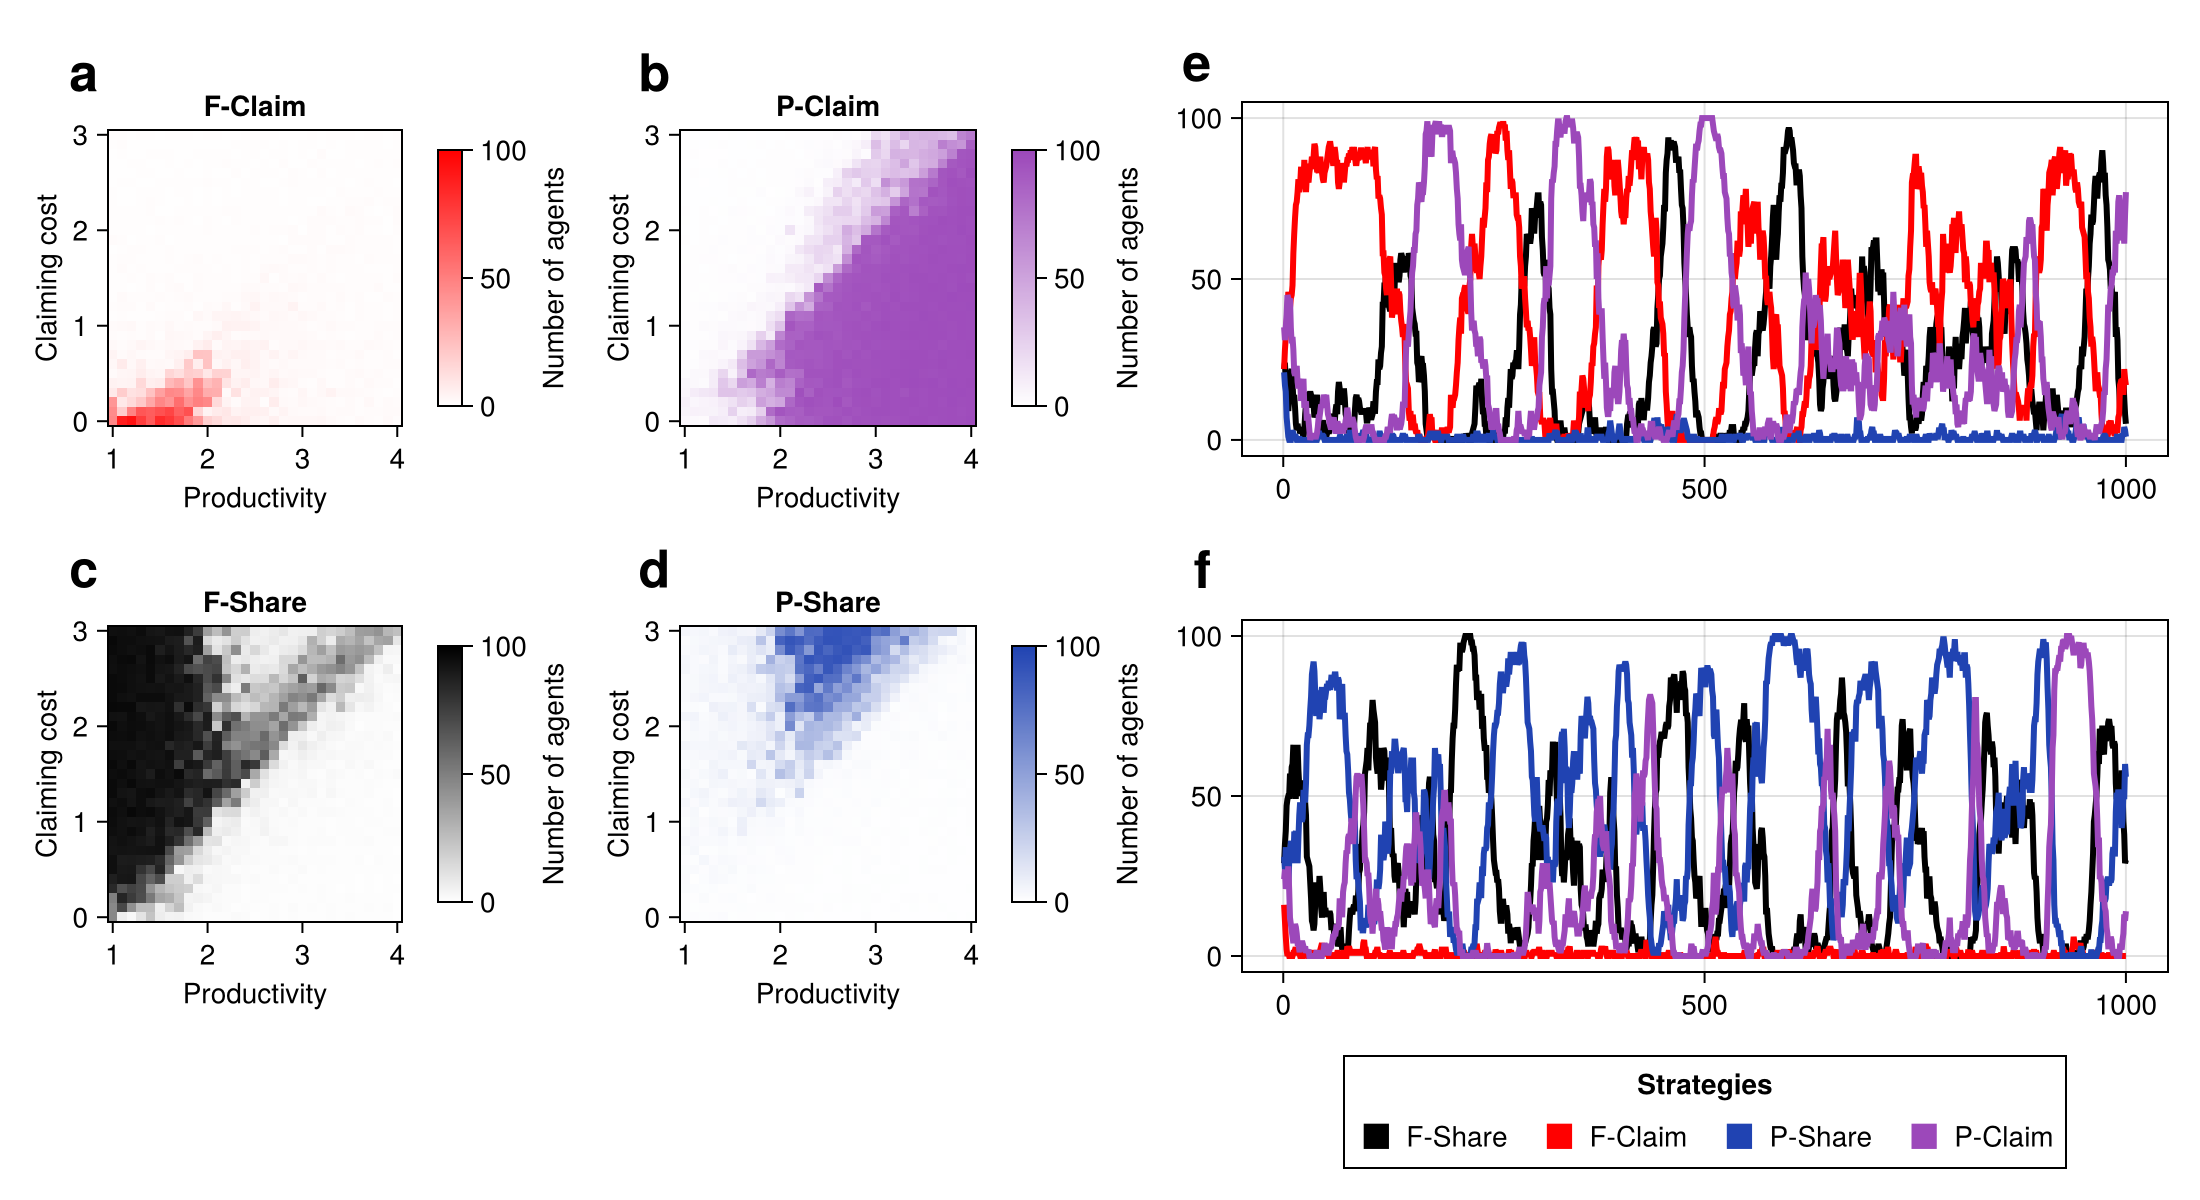 a
F-Claim
3
2
1
0
1 2 3 4
Claiming cost
Productivity
100
50
0
Number of agents
b
P-Claim
3
2
1
0
1 2 3 4
Claiming cost
Productivity
100
50
0
Number of agents
e
100
50
0
0 500 1000
c
F-Share
3
2
1
0
1 2 3 4
Claiming cost
Productivity
100
50
0
Number of agents
d
P-Share
3
2
1
0
1 2 3 4
Claiming cost
Productivity
100
50
0
Number of agents
f
100
50
0
0 500 1000
Strategies
F-Share F-Claim P-Share P-Claim